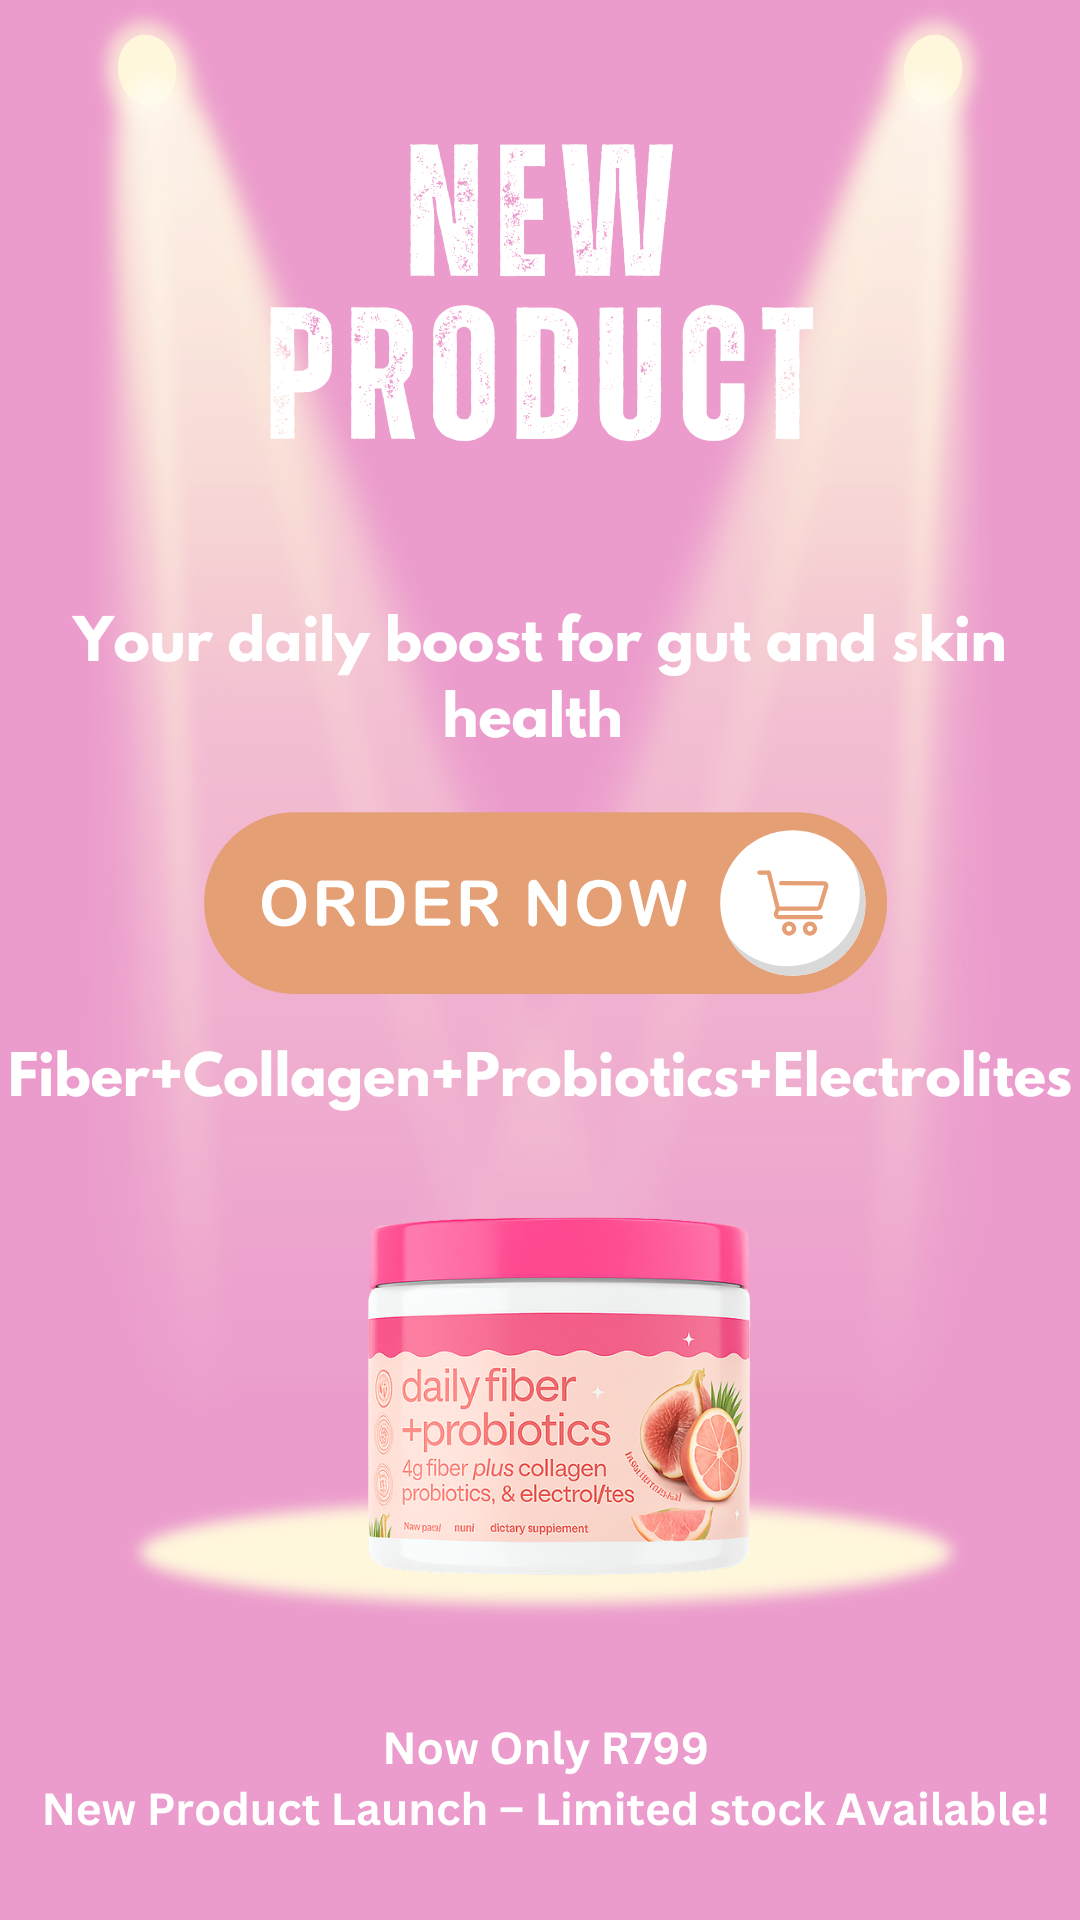 NEW
PRODUCT
Your daily boost for gut and skin
health
ORDER NOW
Fiber+Collagen+Probiotics+Electrolites
daily fiber
+probiotics
4g fiber plus collagen
probiotics, & electrol/tes
dictary supplement
Now Only R799
New Product Launch – Limited stock Available!